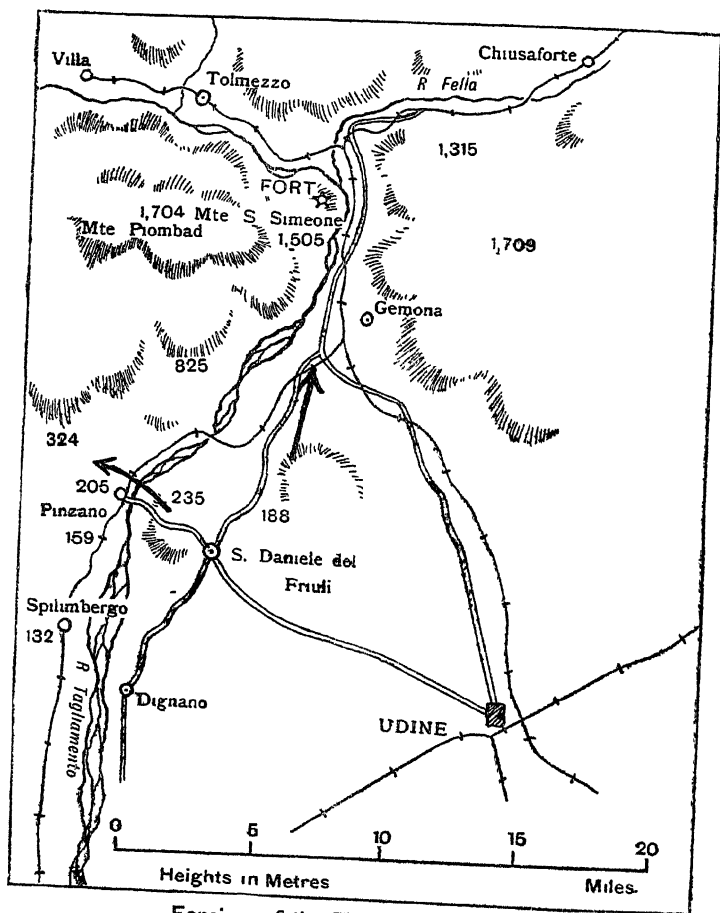 Chiusaforte
Villa
Tolmezzo
R Fella
1,315
FORT
1,704 Mte S Simeone
Mte Piombad
1,505
1,709
Gemona
825
324
205
235
Pinzano
188
159
S. Daniele del
Friuli
Spilimbergo
132
R Tagliamento
Dignano
UDINE
0 5 10 15 20
Heights in Metres Miles.